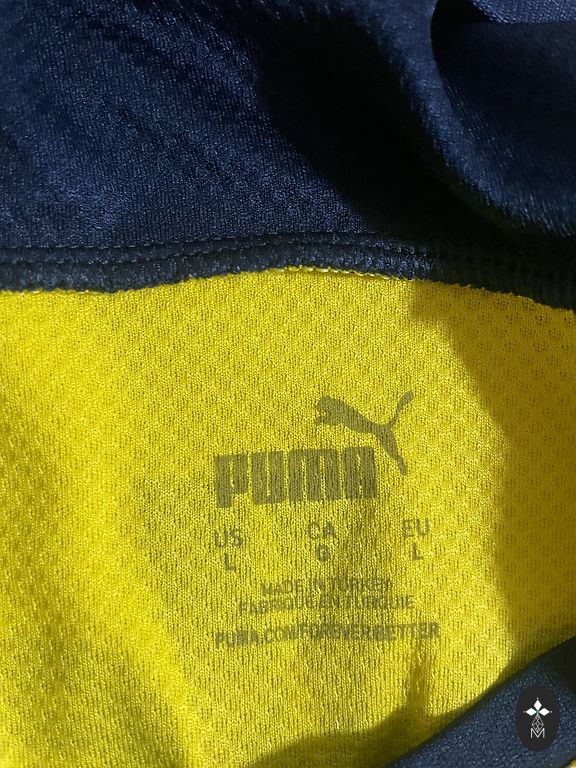 PUMA
US CA EU
L G L
MADE IN TURKEY
FABRIQUÉ EN TURQUIE
PUMA.COM/FOREVERBETTER
M